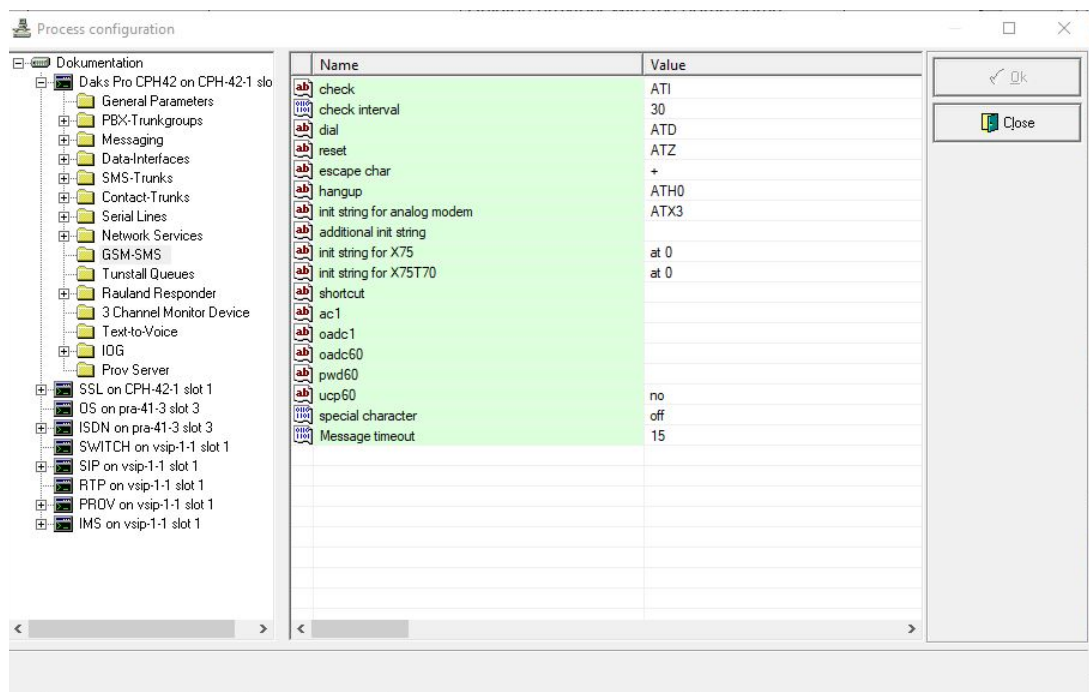 Process configuration
Dokumentation
Daks Pro CPH42 on CPH-42-1 slo
General Parameters
PBX-Trunkgroups
Messaging
Data-Interfaces
SMS-Trunks
Contact-Trunks
Serial Lines
Network Services
GSM-SMS
Tunstall Queues
Rauland Responder
3 Channel Monitor Device
Text-to-Voice
IOG
Prov Server
SSL on CPH-42-1 slot 1
OS on pra-41-3 slot 3
ISDN on pra-41-3 slot 3
SWITCH on vsip-1-1 slot 1
SIP on vsip-1-1 slot 1
RTP on vsip-1-1 slot 1
PROV on vsip-1-1 slot 1
IMS on vsip-1-1 slot 1
Name Value
check ATI
check interval 30
dial ATD
reset ATZ
escape char +
hangup ATH0
init string for analog modem ATX3
additional init string
init string for X75 at 0
init string for X75T70 at 0
shortcut
ac1
oadc1
oadc60
pwd60
ucp60 no
special character off
Message timeout 15
Ok
Close